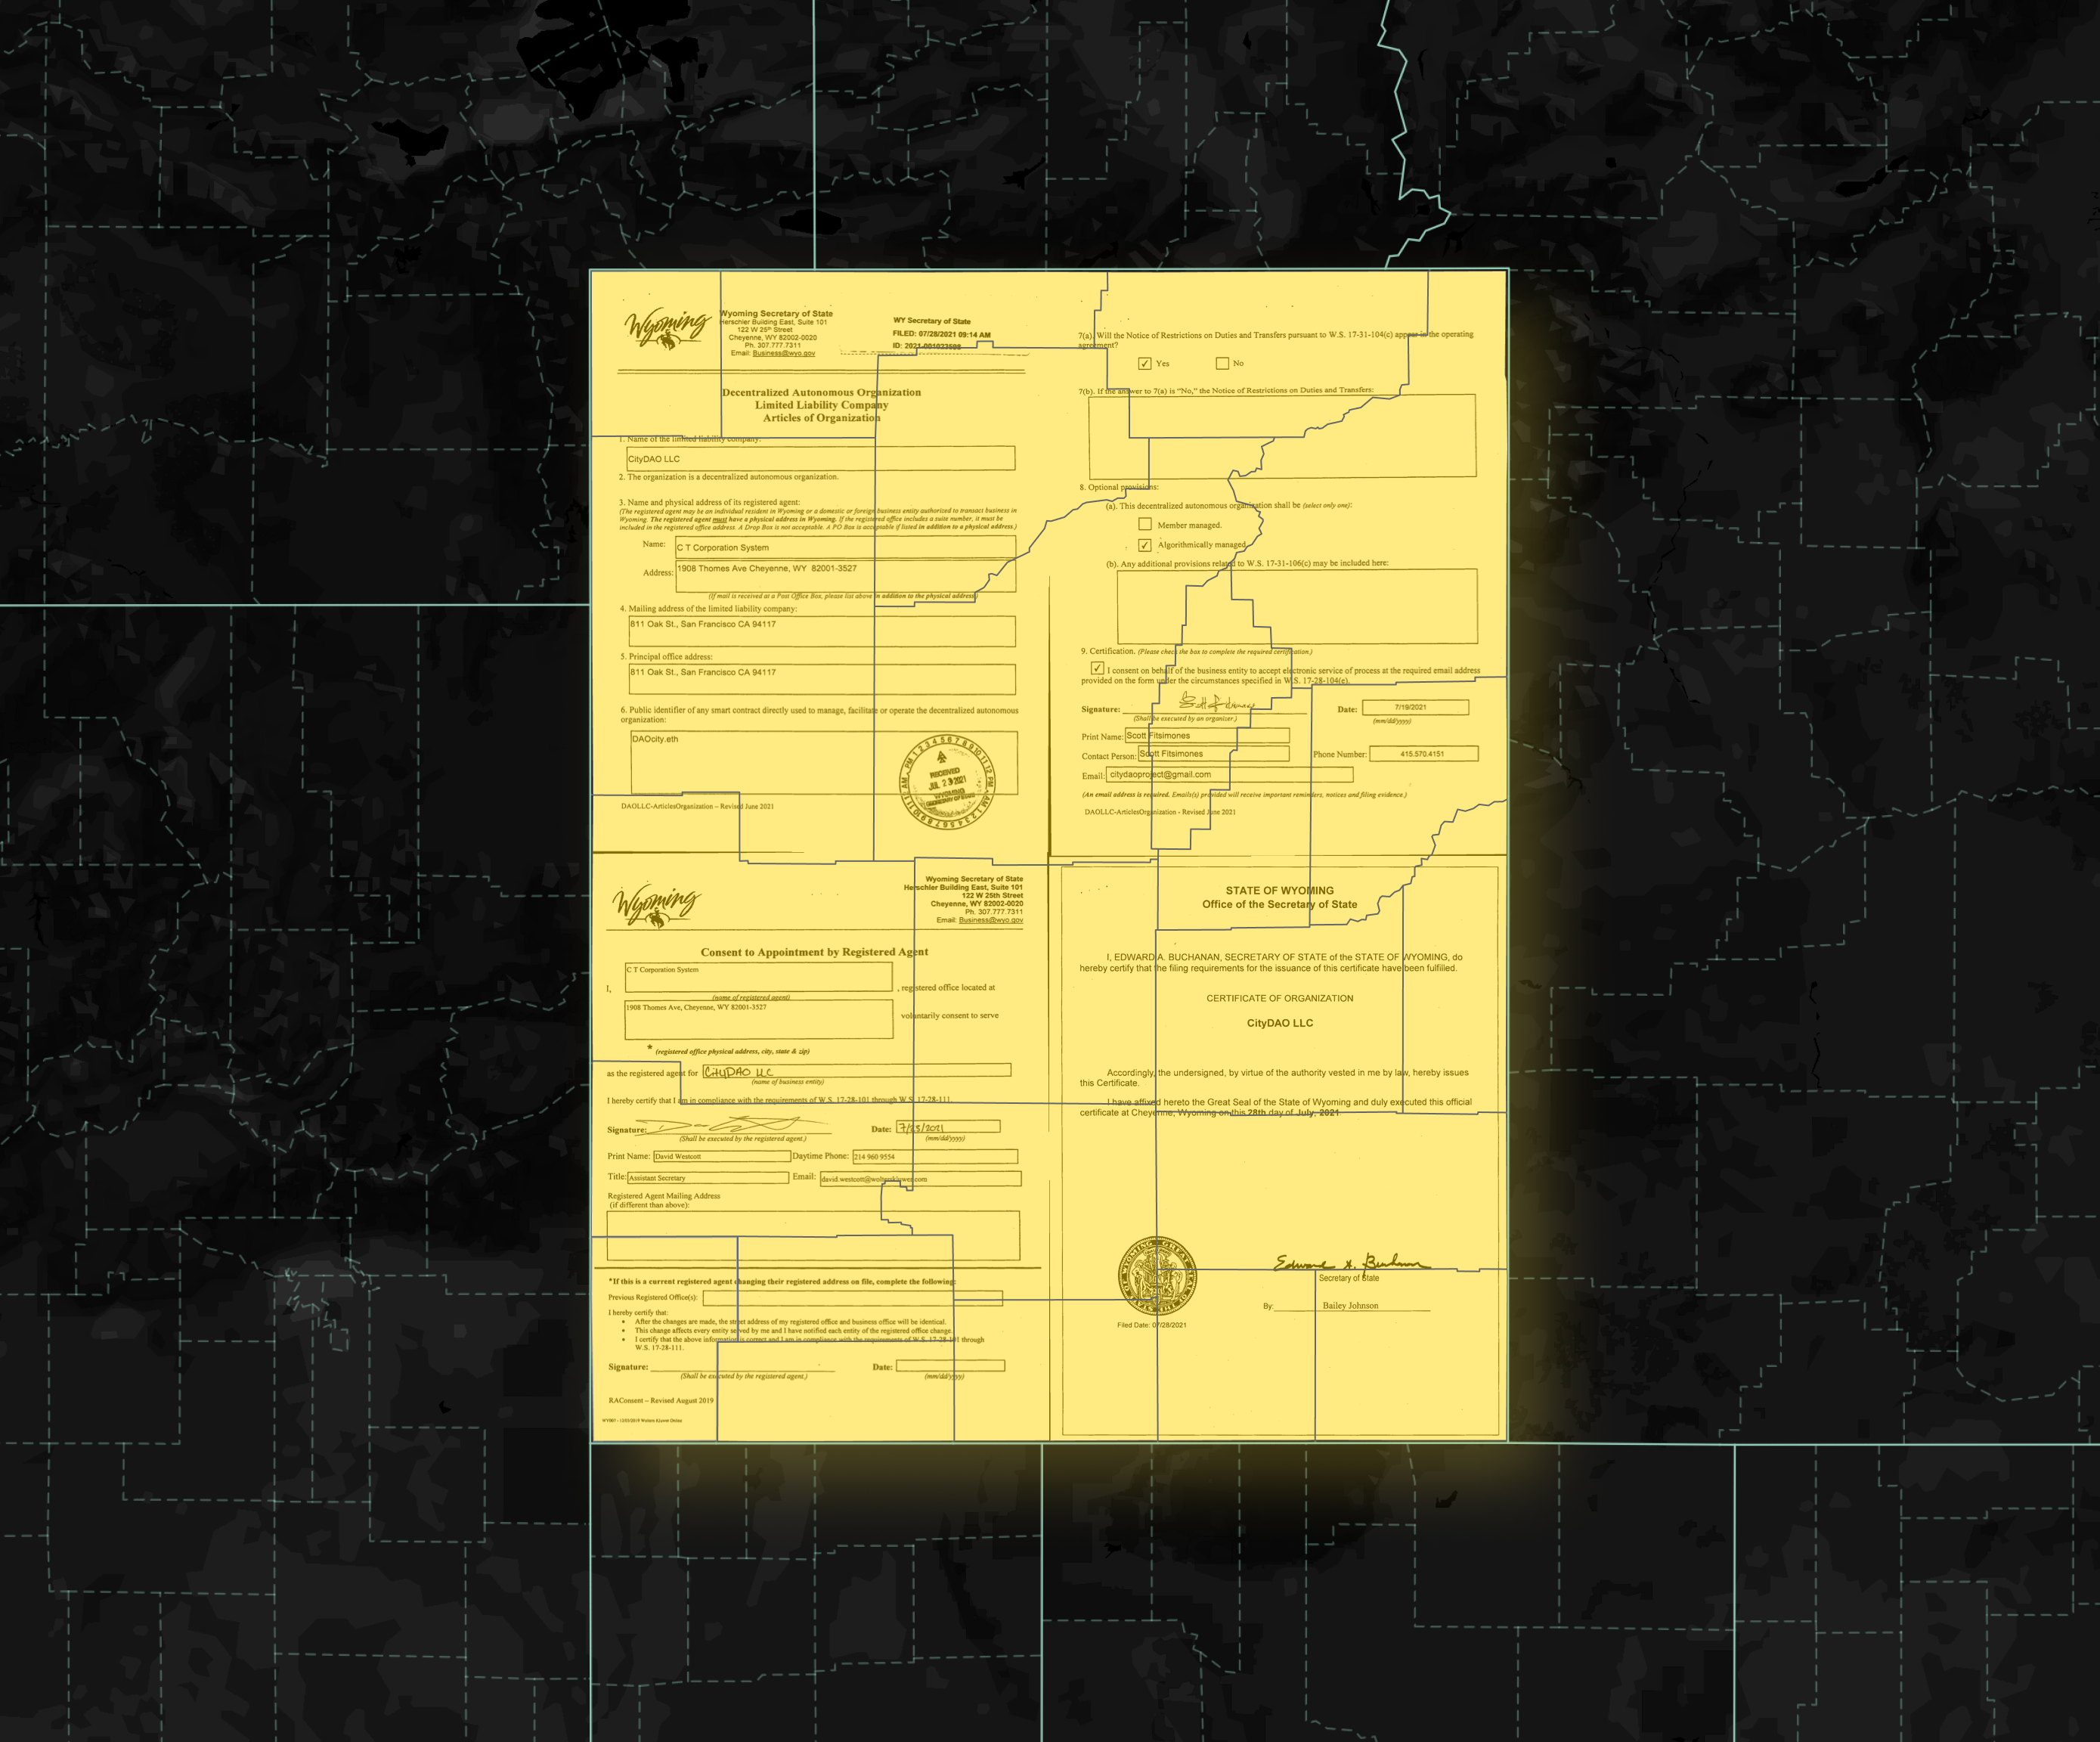 Wyoming
Wyoming Secretary of State
Herschler Building East, Suite 101
122 W 25th Street
Cheyenne, WY 82002-0020
Ph. 307.777.7311
Email: Business@wyo.gov
WY Secretary of State
FILED: 07/28/2021 09:14 AM
ID: 2021-001023698
Decentralized Autonomous Organization
Limited Liability Company
Articles of Organization
1. Name of the limited liability company:
CityDAO LLC
2. The organization is a decentralized autonomous organization.
3. Name and physical address of its registered agent:
(The registered agent may be an individual resident in Wyoming or a domestic or foreign business entity authorized to transact business in
Wyoming. The registered agent must have a physical address in Wyoming. If the registered office includes a suite number, it must be
included in the registered office address. A Drop Box is not acceptable. A PO Box is acceptable if listed in addition to a physical address.)
Name: C T Corporation System
Address: 1908 Thomes Ave Cheyenne, WY 82001-3527
(If mail is received at a Post Office Box, please list above in addition to the physical address.)
4. Mailing address of the limited liability company:
811 Oak St., San Francisco CA 94117
5. Principal office address:
811 Oak St., San Francisco CA 94117
6. Public identifier of any smart contract directly used to manage, facilitate or operate the decentralized autonomous
organization:
DAOcity.eth
RECEIVED
JUL 2 2021
WYOMING
SECRETARY OF STATE
DAOLLC-ArticlesOrganization – Revised June 2021
7(a). Will the Notice of Restrictions on Duties and Transfers pursuant to W.S. 17-31-104(c) appear in the operating
agreement?
✓ Yes No
7(b). If the answer to 7(a) is "No," the Notice of Restrictions on Duties and Transfers:
8. Optional provisions:
(a). This decentralized autonomous organization shall be (select only one):
Member managed.
✓ Algorithmically managed.
(b). Any additional provisions related to W.S. 17-31-106(c) may be included here:
9. Certification. (Please check the box to complete the required certification.)
✓ I consent on behalf of the business entity to accept electronic service of process at the required email address
provided on the form under the circumstances specified in W.S. 17-28-104(e).
Signature: Date: 7/19/2021
(Shall be executed by an organizer.) (mm/dd/yyyy)
Print Name: Scott Fitsimones
Contact Person: Scott Fitsimones Phone Number: 415.570.4151
Email: citydaoproject@gmail.com
(An email address is required. Emails(s) provided will receive important reminders, notices and filing evidence.)
DAOLLC-ArticlesOrganization - Revised June 2021
Wyoming
Wyoming Secretary of State
Herschler Building East, Suite 101
122 W 25th Street
Cheyenne, WY 82002-0020
Ph. 307.777.7311
Email: Business@wyo.gov
Consent to Appointment by Registered Agent
I, C T Corporation System , registered office located at
(name of registered agent)
1908 Thomes Ave, Cheyenne, WY 82001-3527 voluntarily consent to serve
* (registered office physical address, city, state & zip)
as the registered agent for CityDAO LLC
(name of business entity)
I hereby certify that I am in compliance with the requirements of W.S. 17-28-101 through W.S. 17-28-111.
Signature: Date: 7/23/2021
(Shall be executed by the registered agent.) (mm/dd/yyyy)
Print Name: David Westcott Daytime Phone: 214 960 9554
Title: Assistant Secretary Email: david.westcott@wolterskluwer.com
Registered Agent Mailing Address
(if different than above):
*If this is a current registered agent changing their registered address on file, complete the following:
Previous Registered Office(s):
I hereby certify that:
• After the changes are made, the street address of my registered office and business office will be identical.
• This change affects every entity served by me and I have notified each entity of the registered office change.
• I certify that the above information is correct and I am in compliance with the requirements of W.S. 17-28-101 through
W.S. 17-28-111.
Signature: Date:
(Shall be executed by the registered agent.) (mm/dd/yyyy)
RAConsent – Revised August 2019
WY007 - 12/03/2019 Wolters Kluwer Online
STATE OF WYOMING
Office of the Secretary of State
I, EDWARD A. BUCHANAN, SECRETARY OF STATE of the STATE OF WYOMING, do
hereby certify that the filing requirements for the issuance of this certificate have been fulfilled.
CERTIFICATE OF ORGANIZATION
CityDAO LLC
Accordingly, the undersigned, by virtue of the authority vested in me by law, hereby issues
this Certificate.
I have affixed hereto the Great Seal of the State of Wyoming and duly executed this official
certificate at Cheyenne, Wyoming on this 28th day of July, 2021.
Edward A. Buchanan
Secretary of State
By: Bailey Johnson
Filed Date: 07/28/2021